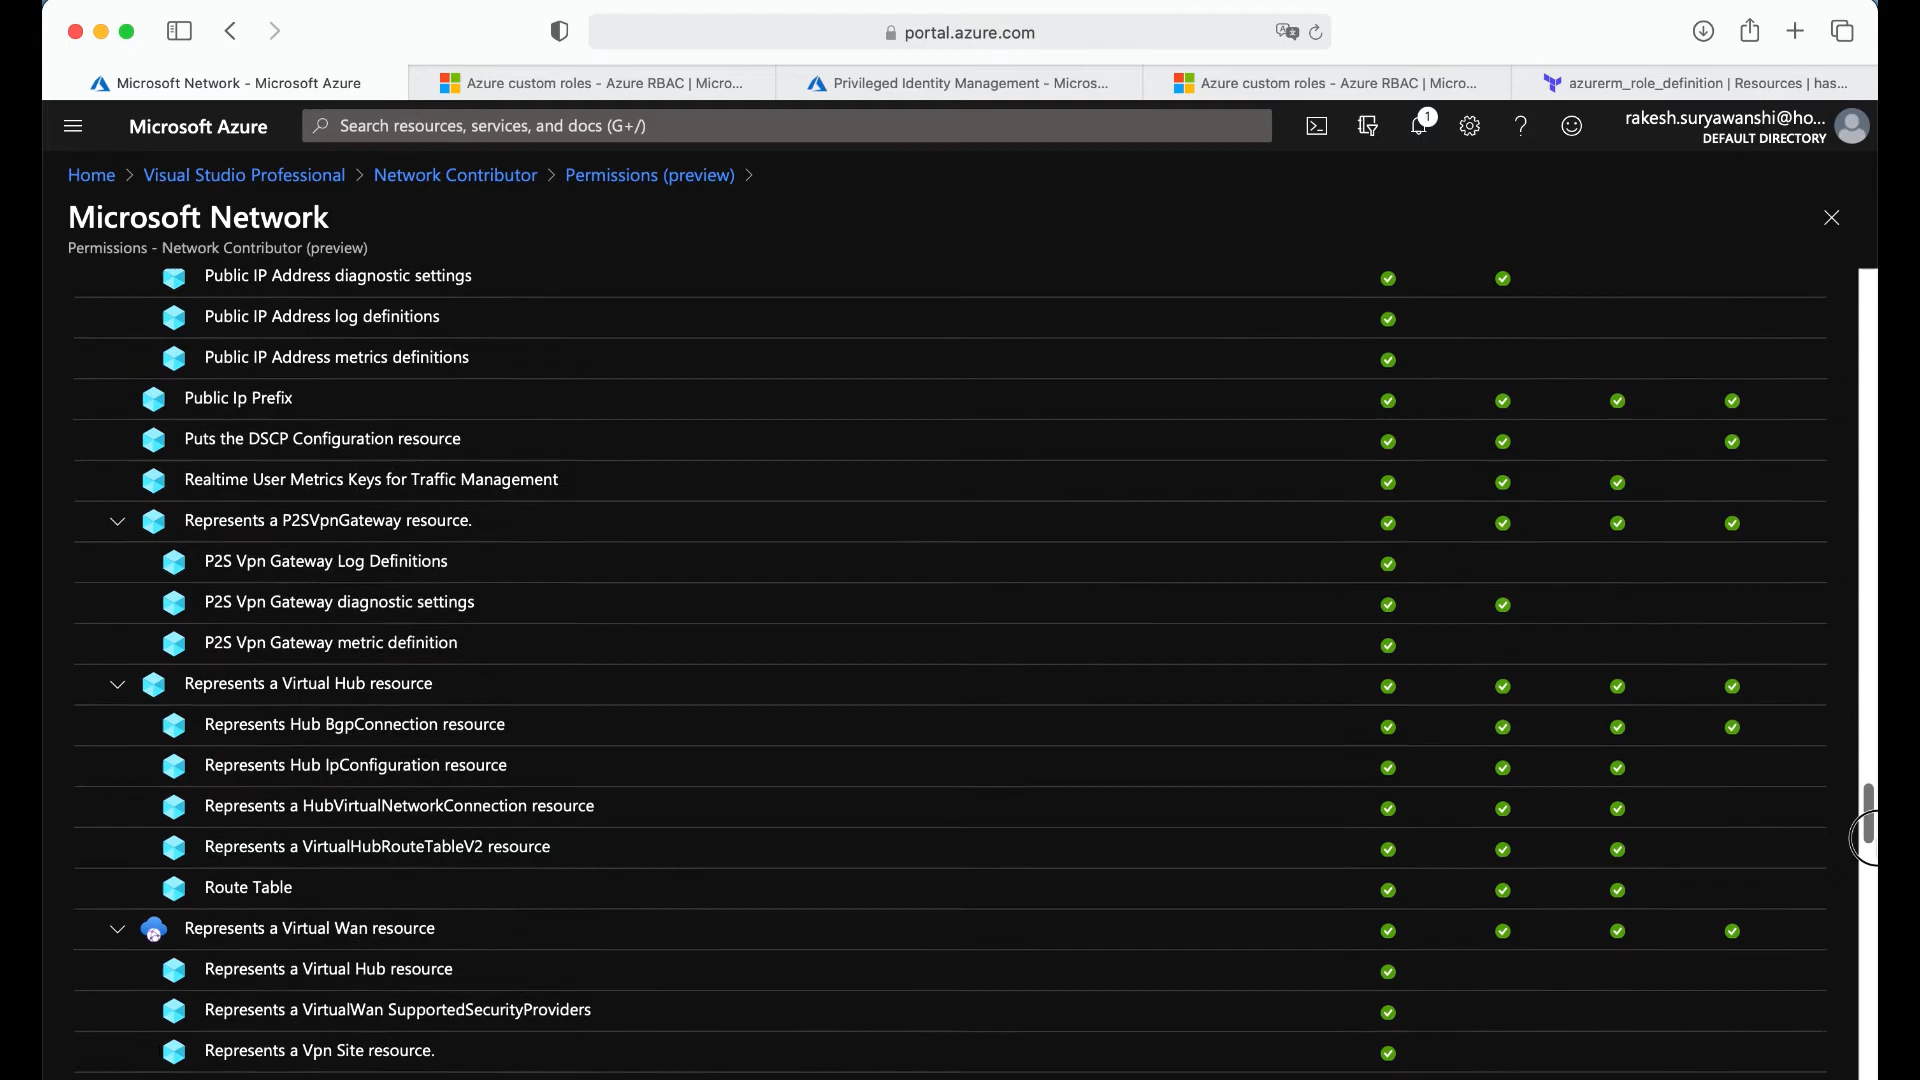 portal.azure.com
Microsoft Network - Microsoft Azure
Azure custom roles - Azure RBAC | Micro...
Privileged Identity Management - Micros...
Azure custom roles - Azure RBAC | Micro...
azurerm_role_definition | Resources | has...
Microsoft Azure
Search resources, services, and docs (G+/)
1
rakesh.suryawanshi@ho...
DEFAULT DIRECTORY
Home > Visual Studio Professional > Network Contributor > Permissions (preview) >
Microsoft Network
Permissions - Network Contributor (preview)
Public IP Address diagnostic settings
Public IP Address log definitions
Public IP Address metrics definitions
Public Ip Prefix
Puts the DSCP Configuration resource
Realtime User Metrics Keys for Traffic Management
Represents a P2SVpnGateway resource.
P2S Vpn Gateway Log Definitions
P2S Vpn Gateway diagnostic settings
P2S Vpn Gateway metric definition
Represents a Virtual Hub resource
Represents Hub BgpConnection resource
Represents Hub IpConfiguration resource
Represents a HubVirtualNetworkConnection resource
Represents a VirtualHubRouteTableV2 resource
Route Table
Represents a Virtual Wan resource
Represents a Virtual Hub resource
Represents a VirtualWan SupportedSecurityProviders
Represents a Vpn Site resource.